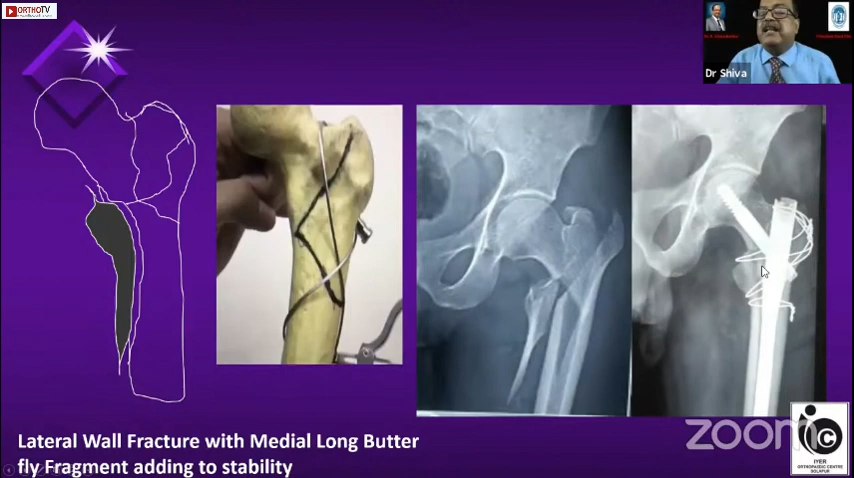 ORTHOTV
Dr Shiva
Lateral Wall Fracture with Medial Long Butter
fly Fragment adding to stability
zoom
IYER
ORTHOPAEDIC CENTRE
SOLAPUR